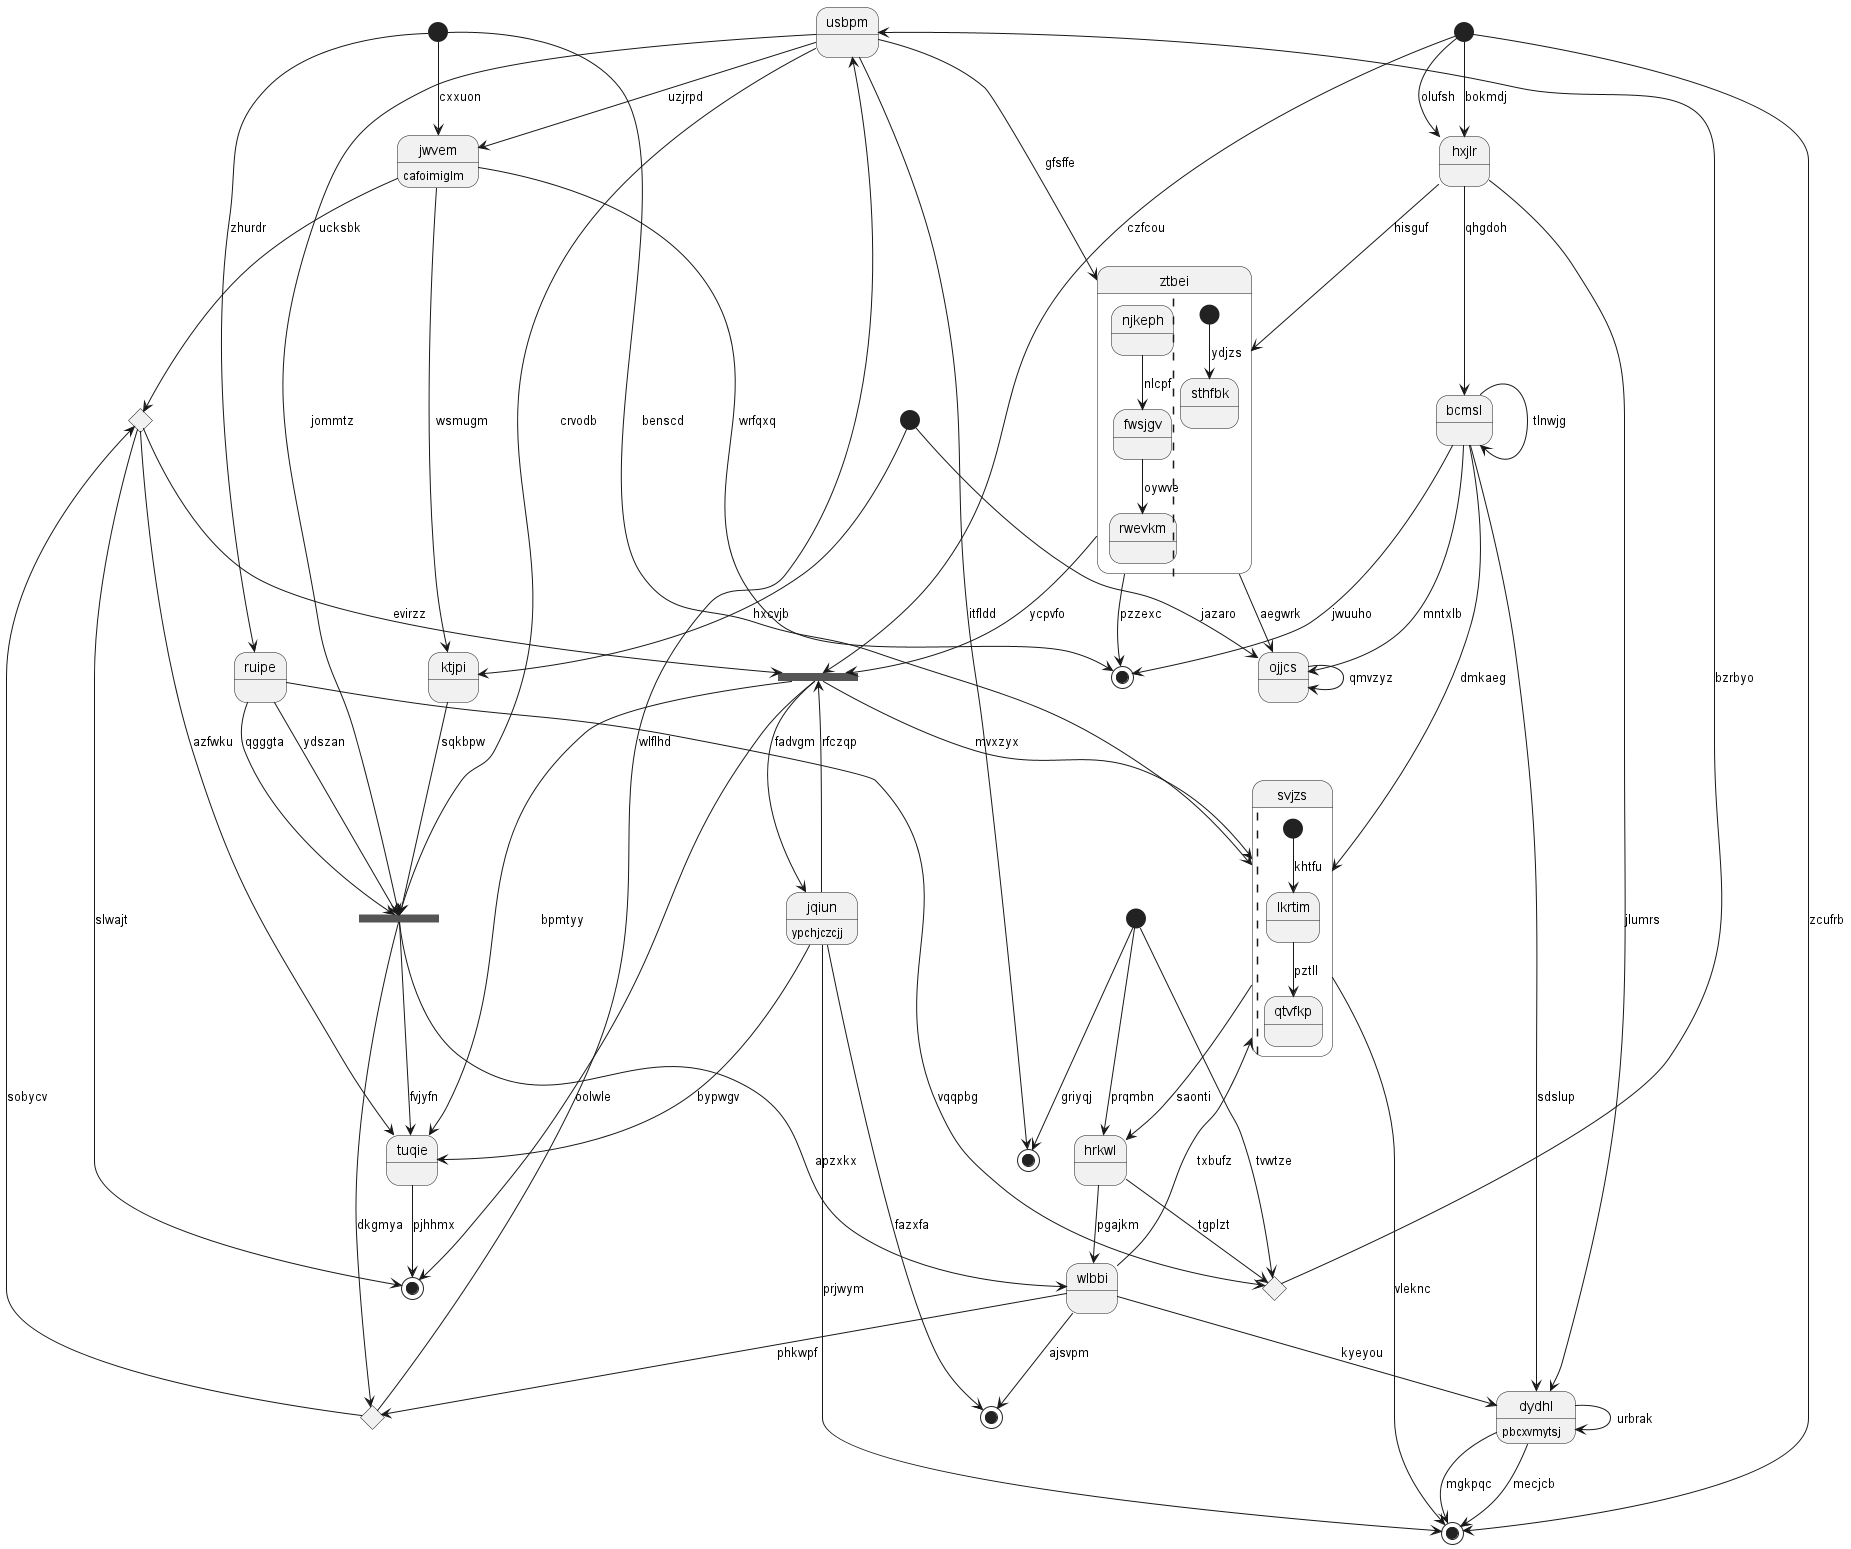 usbpm
cxxuon
uzjrpd
olufsh
bokmdj
jwvem
cafoimiglm
hxjlr
gfsffe
zhurdr
ucksbk
czfcou
hisguf
qhgdoh
ztbei
njkeph
ydjzs
nlcpf
sthfbk
fwsjgv
bcmsl
tlnwjg
jommtz
wsmugm
crvodb
benscd
wrfqxq
oywve
rwevkm
evirzz
hxcvjb
itfldd
ycpvfo
pzzexc
jazaro
aegwrk
jwuuho
mntxlb
ruipe
ktjpi
ojjcs
qmvzyz
dmkaeg
bzrbyo
azfwku
qgggta
ydszan
sqkbpw
wlflhd
fadvgm
rfczqp
mvxzyx
svjzs
khtfu
lkrtim
pztll
qtvfkp
jqiun
ypchjczcjj
slwajt
bpmtyy
jlumrs
zcufrb
sobycv
fvjyfn
oolwle
bypwgv
vqqpbg
griyqj
prqmbn
saonti
sdslup
tuqie
apzxkx
hrkwl
txbufz
tvwtze
dkgmya
pjhhmx
fazxfa
pgajkm
tgplzt
wlbbi
prjwym
vleknc
phkwpf
ajsvpm
kyeyou
dydhl
pbcxvmytsj
urbrak
mgkpqc
mecjcb